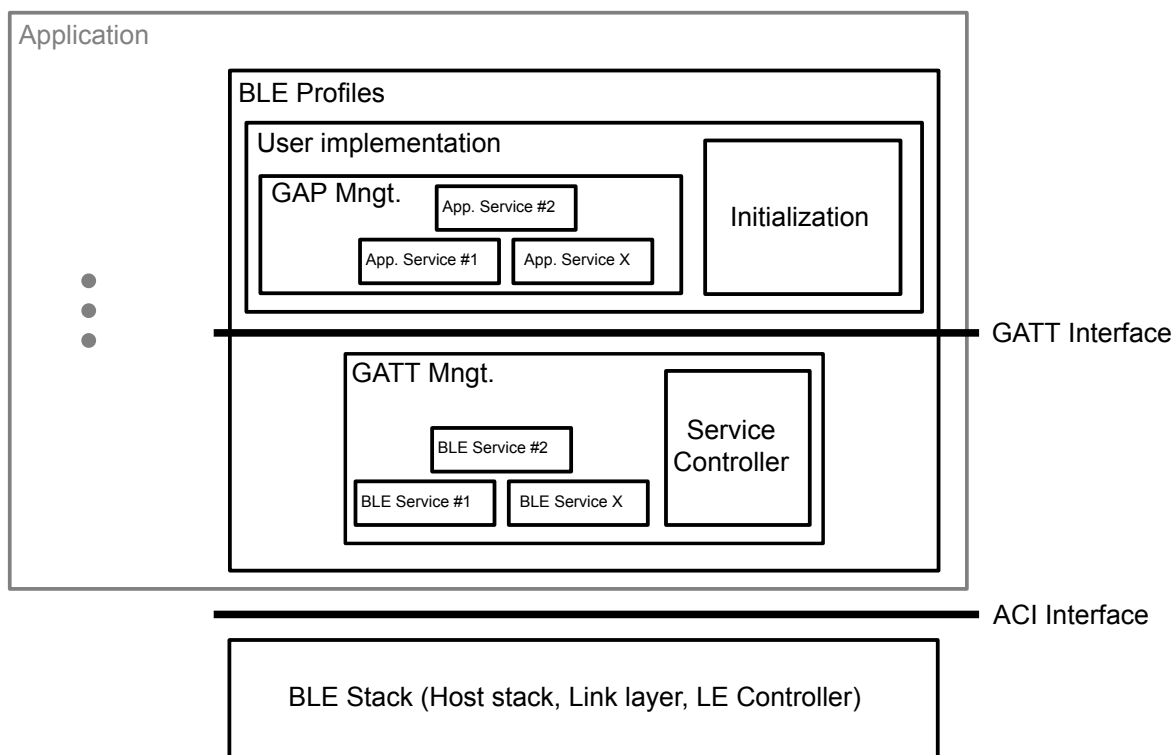 Application
BLE Profiles
User implementation
GAP Mngt.
App. Service #2
App. Service #1
App. Service X
Initialization
GATT Interface
GATT Mngt.
BLE Service #2
BLE Service #1
BLE Service X
Service
Controller
ACI Interface
BLE Stack (Host stack, Link layer, LE Controller)